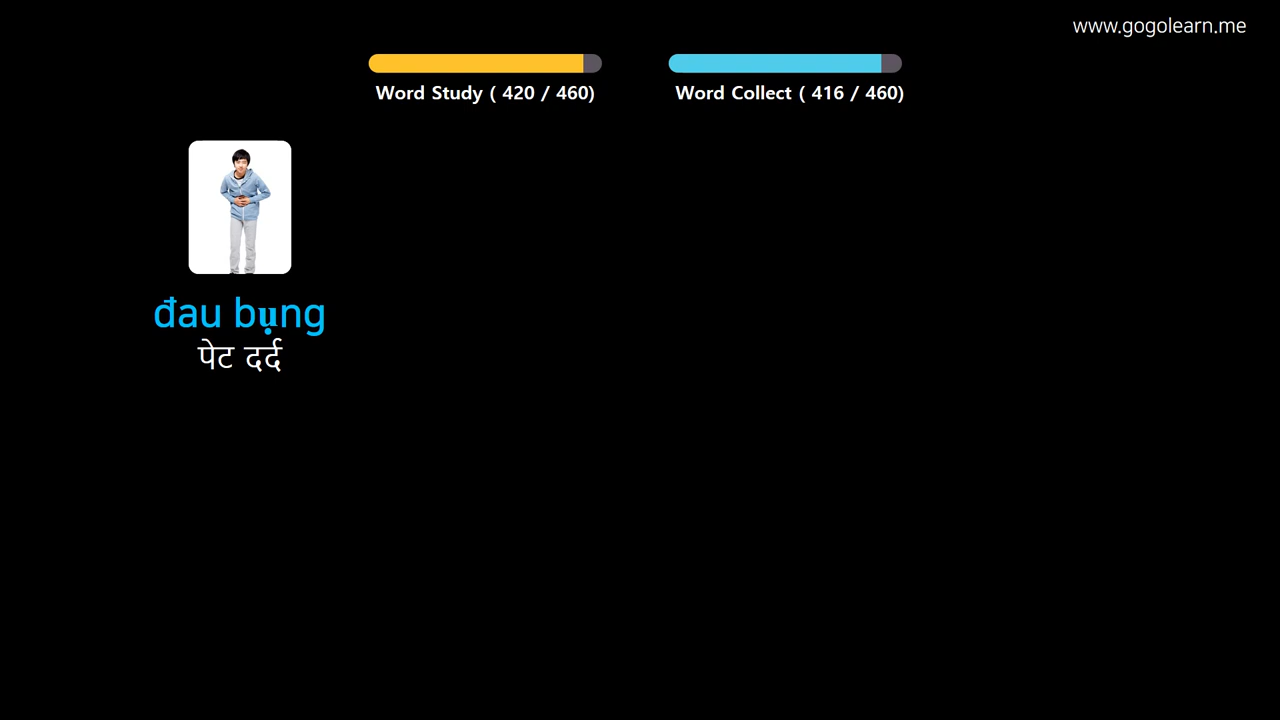 www.gogolearn.me
Word Study ( 420 / 460)
Word Collect ( 416 / 460)
đau bụng
पेट दर्द